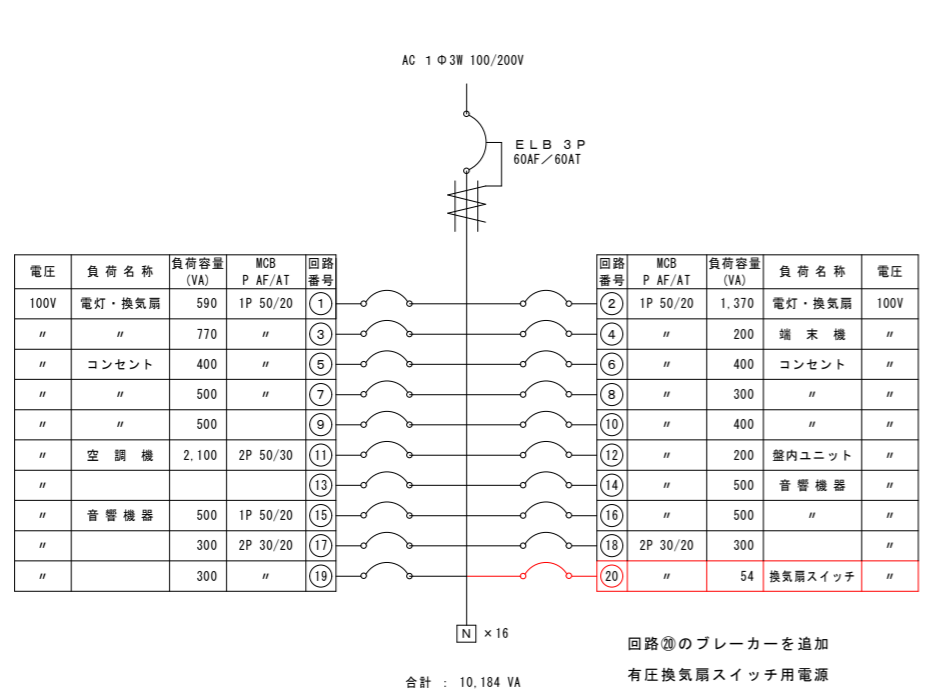 AC 1Φ3W 100/200V
ELB 3P
60AF/60AT
電圧 負荷名称 負荷容量(VA) MCB P AF/AT 回路番号
100V 電灯・換気扇 590 1P 50/20 ①
〃 〃 770 〃 ③
〃 コンセント 400 〃 ⑤
〃 〃 500 〃 ⑦
〃 〃 500 ⑨
〃 空調機 2,100 2P 50/30 ⑪
〃 ⑬
〃 音響機器 500 1P 50/20 ⑮
〃 300 2P 30/20 ⑰
〃 300 〃 ⑲
回路番号 MCB P AF/AT 負荷容量(VA) 負荷名称 電圧
② 1P 50/20 1,370 電灯・換気扇 100V
④ 〃 200 端末機 〃
⑥ 〃 400 コンセント 〃
⑧ 〃 300 〃 〃
⑩ 〃 400 〃 〃
⑫ 〃 200 盤内ユニット 〃
⑭ 〃 500 音響機器 〃
⑯ 〃 500 〃 〃
⑱ 2P 30/20 300 〃
⑳ 〃 54 換気扇スイッチ 〃
N ×16
合計 : 10,184 VA
回路⑳のブレーカーを追加
有圧換気扇スイッチ用電源